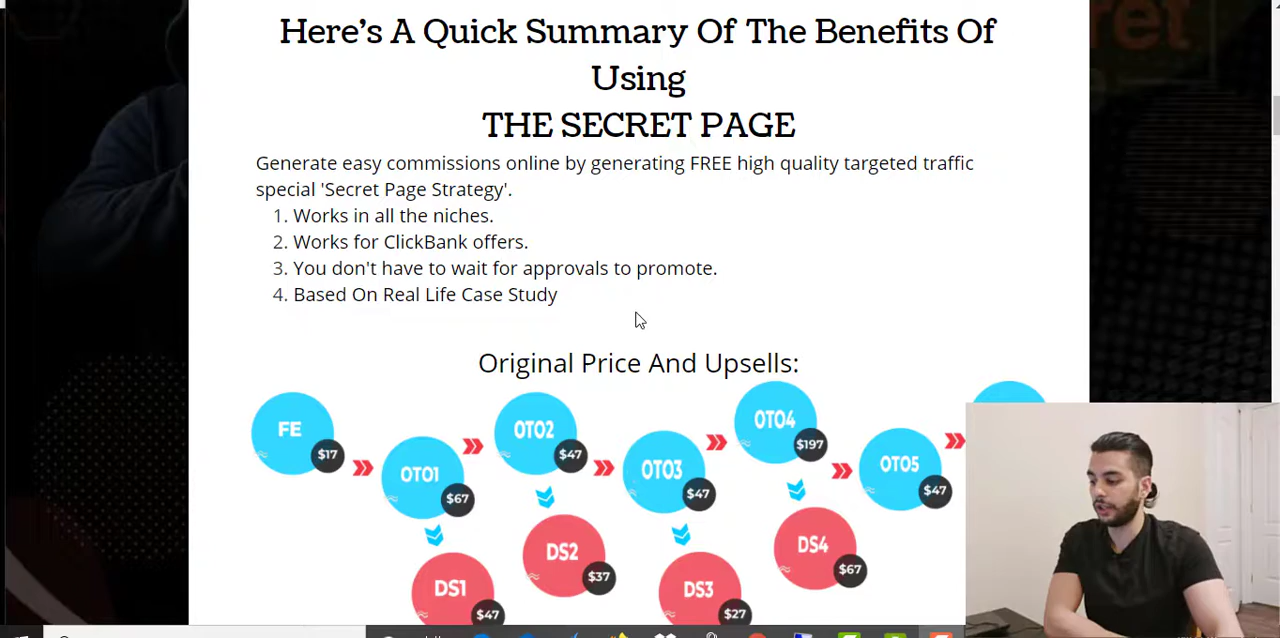 ret
Here's A Quick Summary Of The Benefits Of
Using
THE SECRET PAGE
Generate easy commissions online by generating FREE high quality targeted traffic
special 'Secret Page Strategy'.
1. Works in all the niches.
2. Works for ClickBank offers.
3. You don't have to wait for approvals to promote.
4. Based On Real Life Case Study
Original Price And Upsells:
FE
$17
OTO1
$67
OTO2
$47
OTO3
$47
OTO4
$197
OTO5
$47
DS1
$47
DS2
$37
DS3
$27
DS4
$67